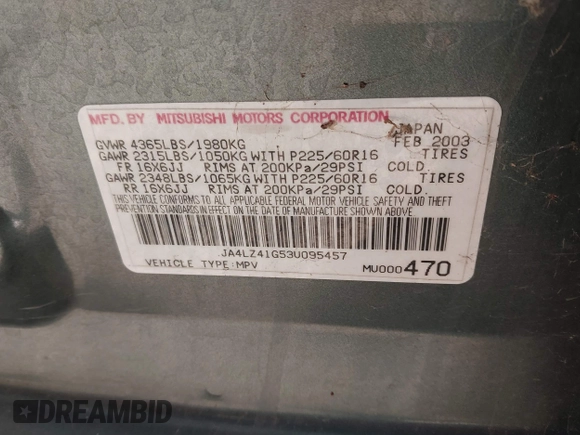 MFD. BY MITSUBISHI MOTORS CORPORATION
JAPAN
GVWR 4365LBS/1980KG FEB 2003
GAWR 2315LBS/1050KG WITH P225/60R16 TIRES
FR 16X6JJ RIMS AT 200KPa/29PSI COLD.
GAWR 2348LBS/1065KG WITH P225/60R16 TIRES
RR 16X6JJ RIMS AT 200KPa/29PSI COLD.
THIS VEHICLE CONFORMS TO ALL APPLICABLE FEDERAL MOTOR VEHICLE SAFETY AND THEFT
PREVENTION STANDARDS IN EFFECT ON THE DATE OF MANUFACTURE SHOWN ABOVE.
JA4LZ41G53U095457
VEHICLE TYPE:MPV MU000470
DREAMBID